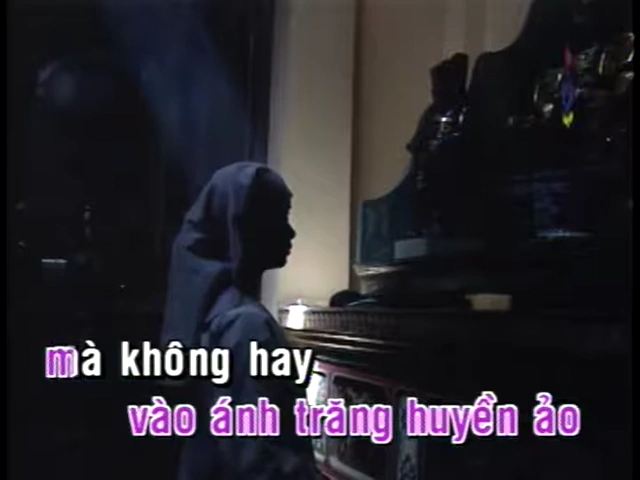 mà không hay
vào ánh trăng huyền ảo